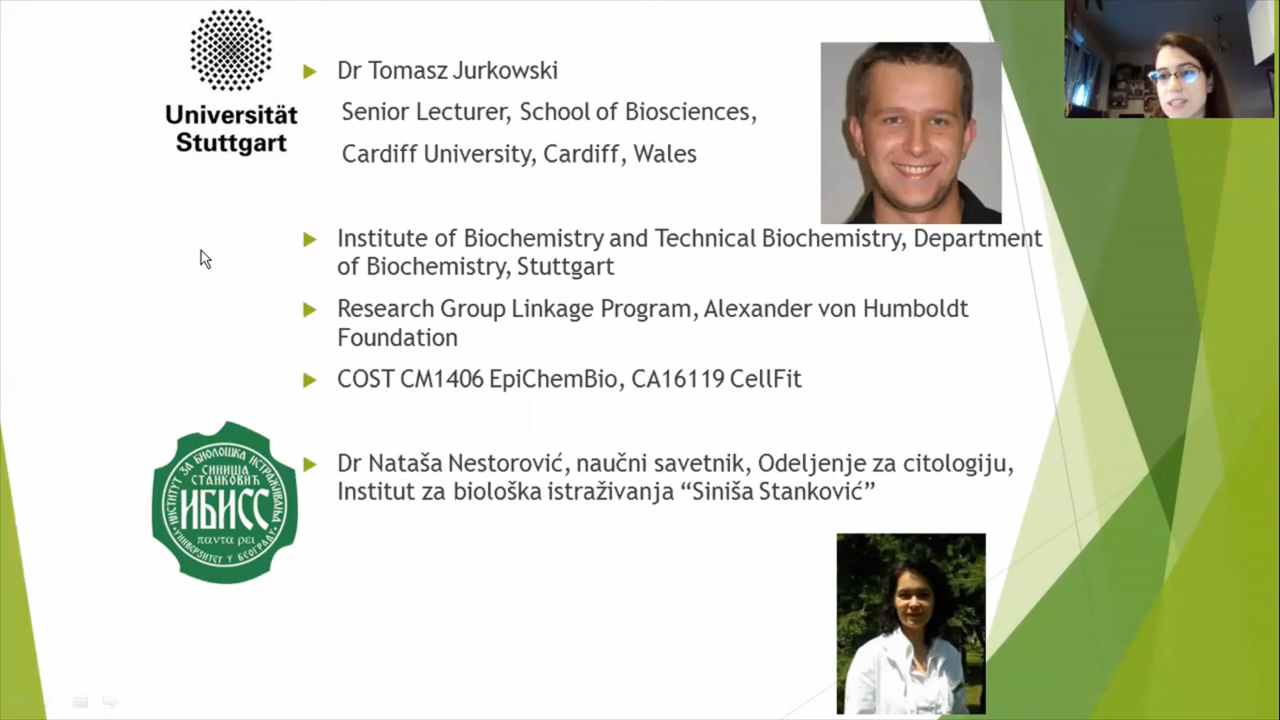 Universität
Stuttgart
Dr Tomasz Jurkowski
Senior Lecturer, School of Biosciences,
Cardiff University, Cardiff, Wales
Institute of Biochemistry and Technical Biochemistry, Department
of Biochemistry, Stuttgart
Research Group Linkage Program, Alexander von Humboldt
Foundation
COST CM1406 EpiChemBio, CA16119 CellFit
ИНСТИТУТ ЗА БИОЛОШКА ИСТРАЖИВАЊА
СИНИША
СТАНКОВИЋ
ИБИСС
παντα ρει
УНИВЕРЗИТЕТ У БЕОГРАДУ
Dr Nataša Nestorović, naučni savetnik, Odeljenje za citologiju,
Institut za biološka istraživanja “Siniša Stanković”